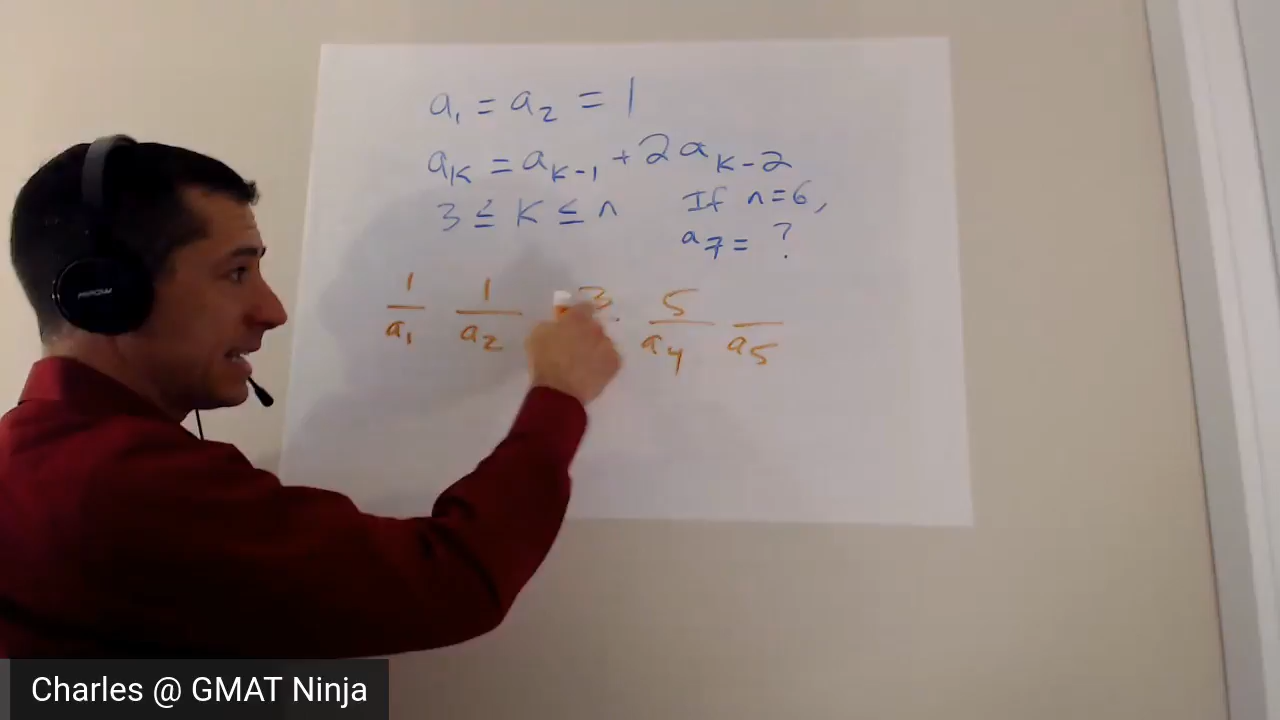 a₁ = a₂ = 1
aₖ = aₖ₋₁ + 2aₖ₋₂
3 ≤ K ≤ n If n=6,
a₇ = ?
1 1 3 5
a₁ a₂ a₄ a₅
Charles @ GMAT Ninja